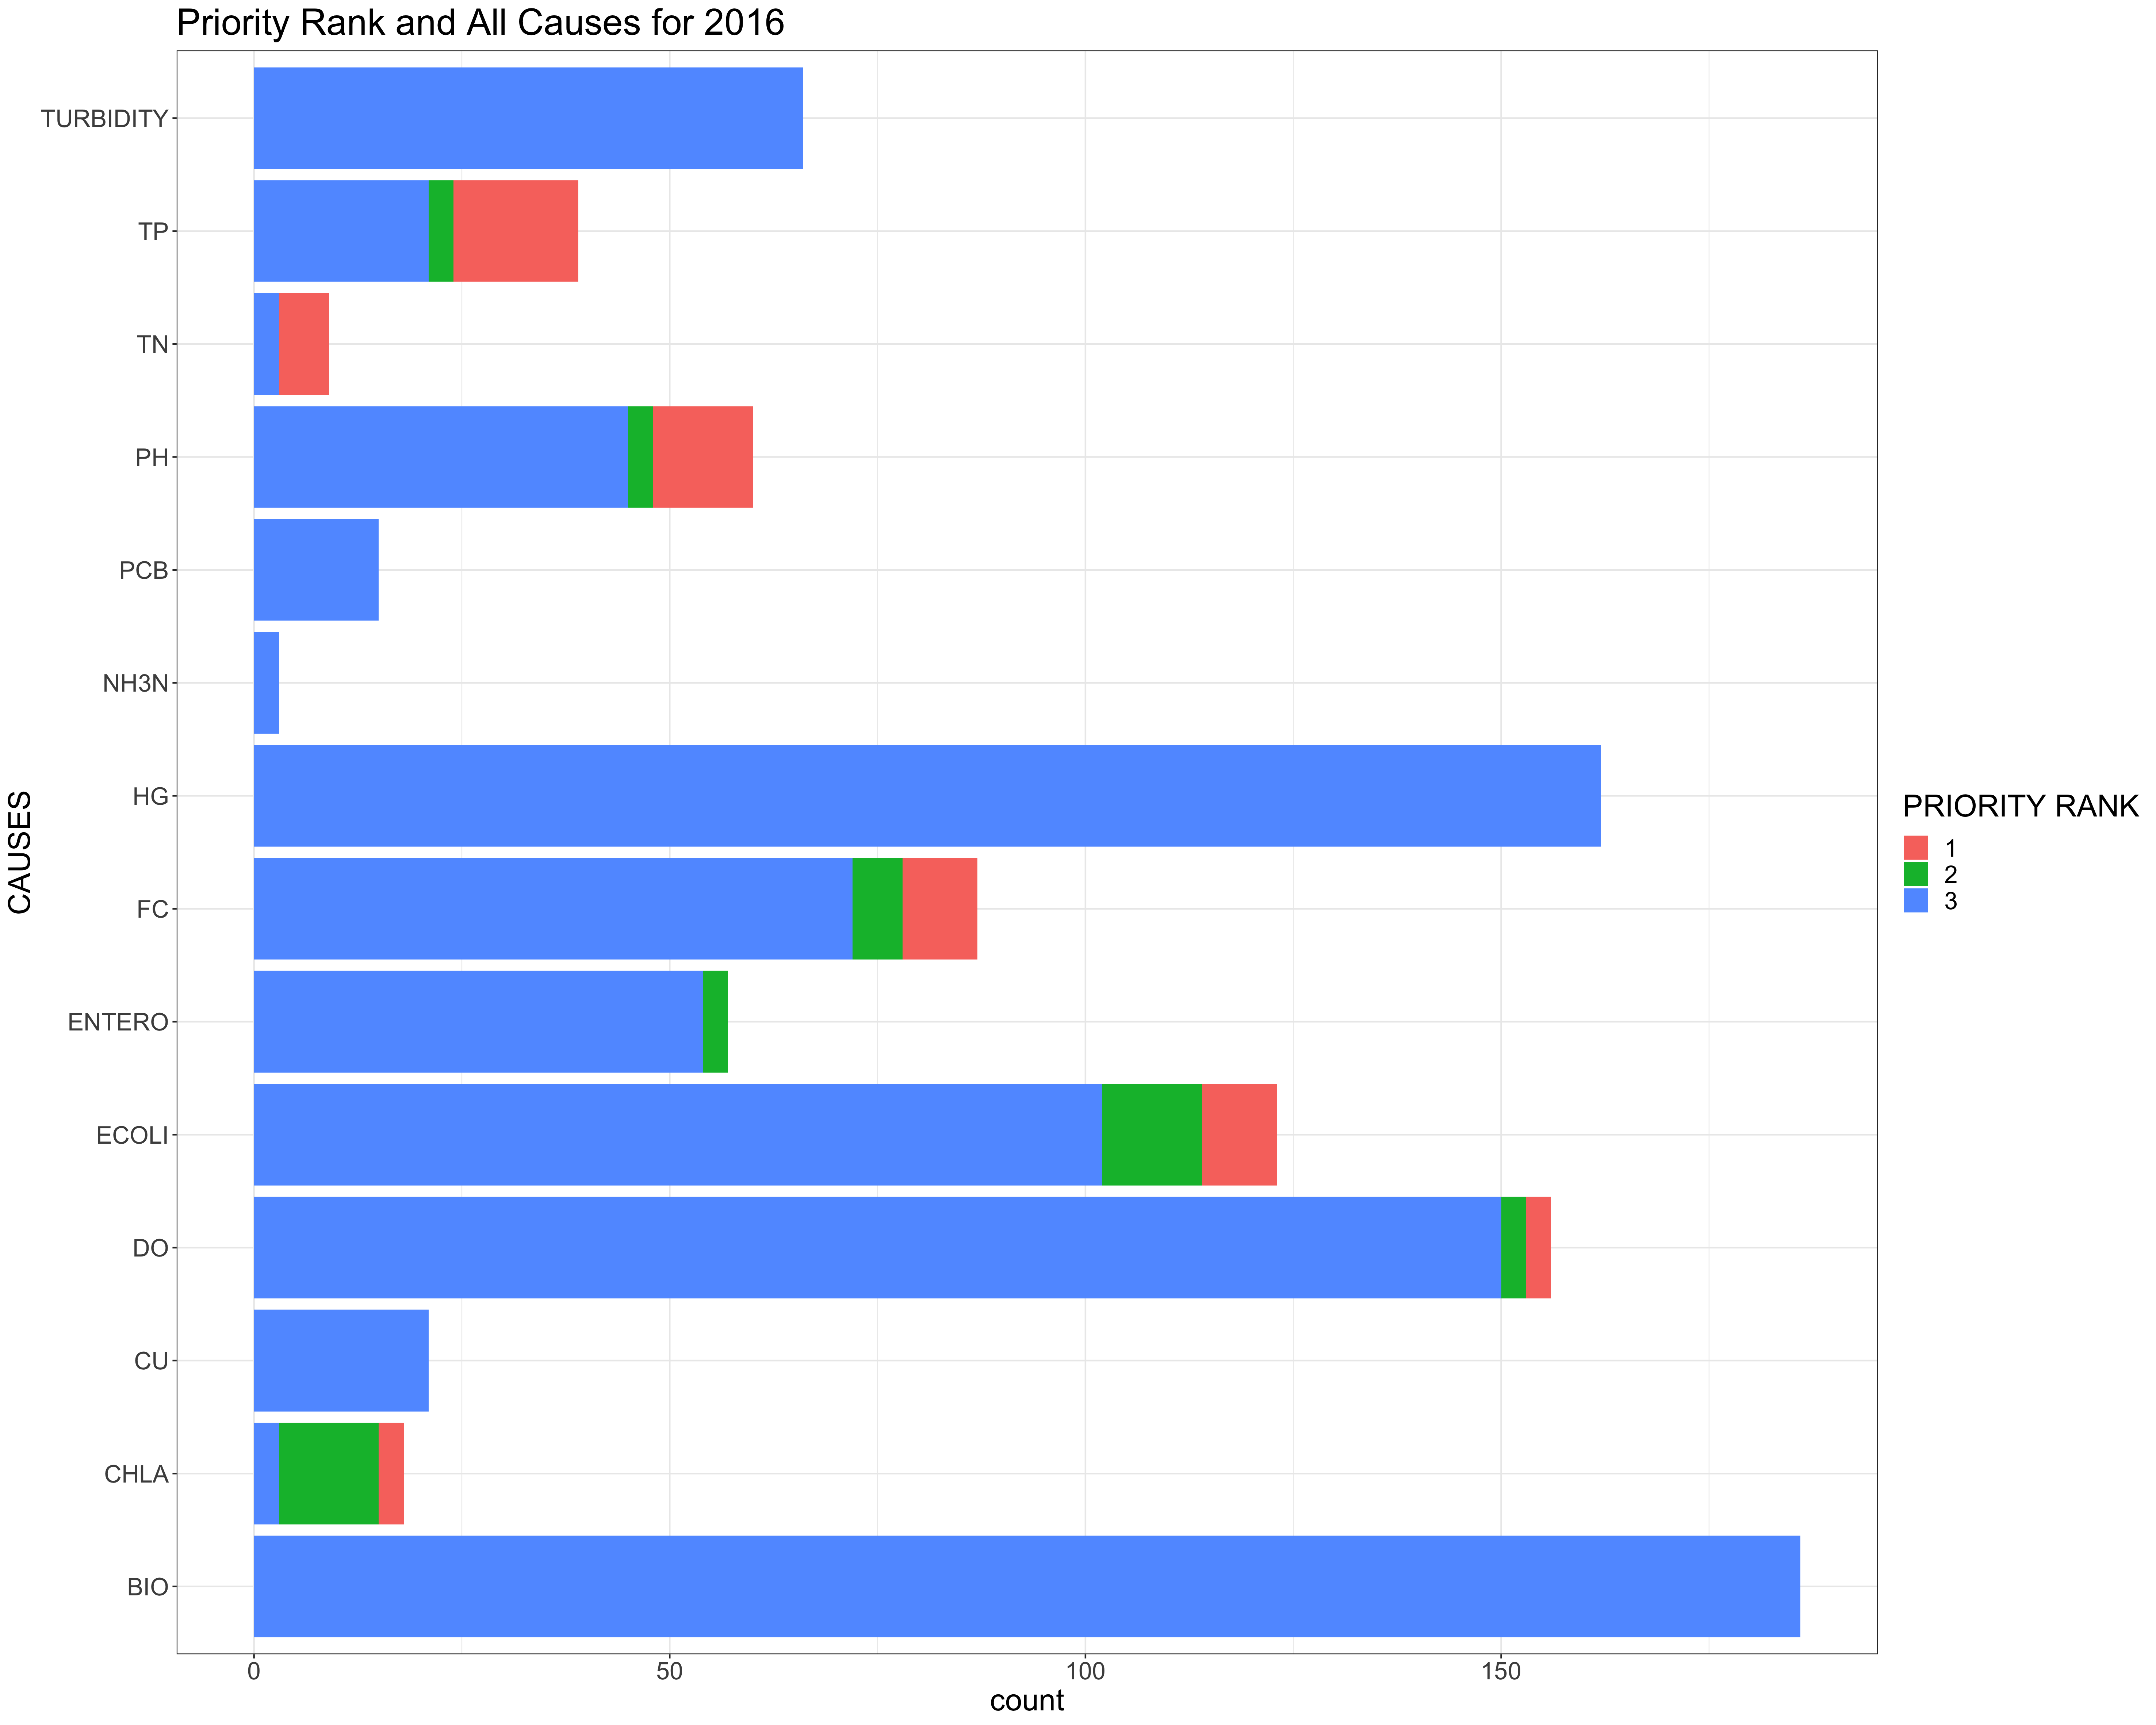 Priority Rank and All Causes for 2016
TURBIDITY
TP
TN
PH
PCB
NH3N
HG
FC
ENTERO
ECOLI
DO
CU
CHLA
BIO
CAUSES
0 50 100 150
count
PRIORITY RANK
1
2
3